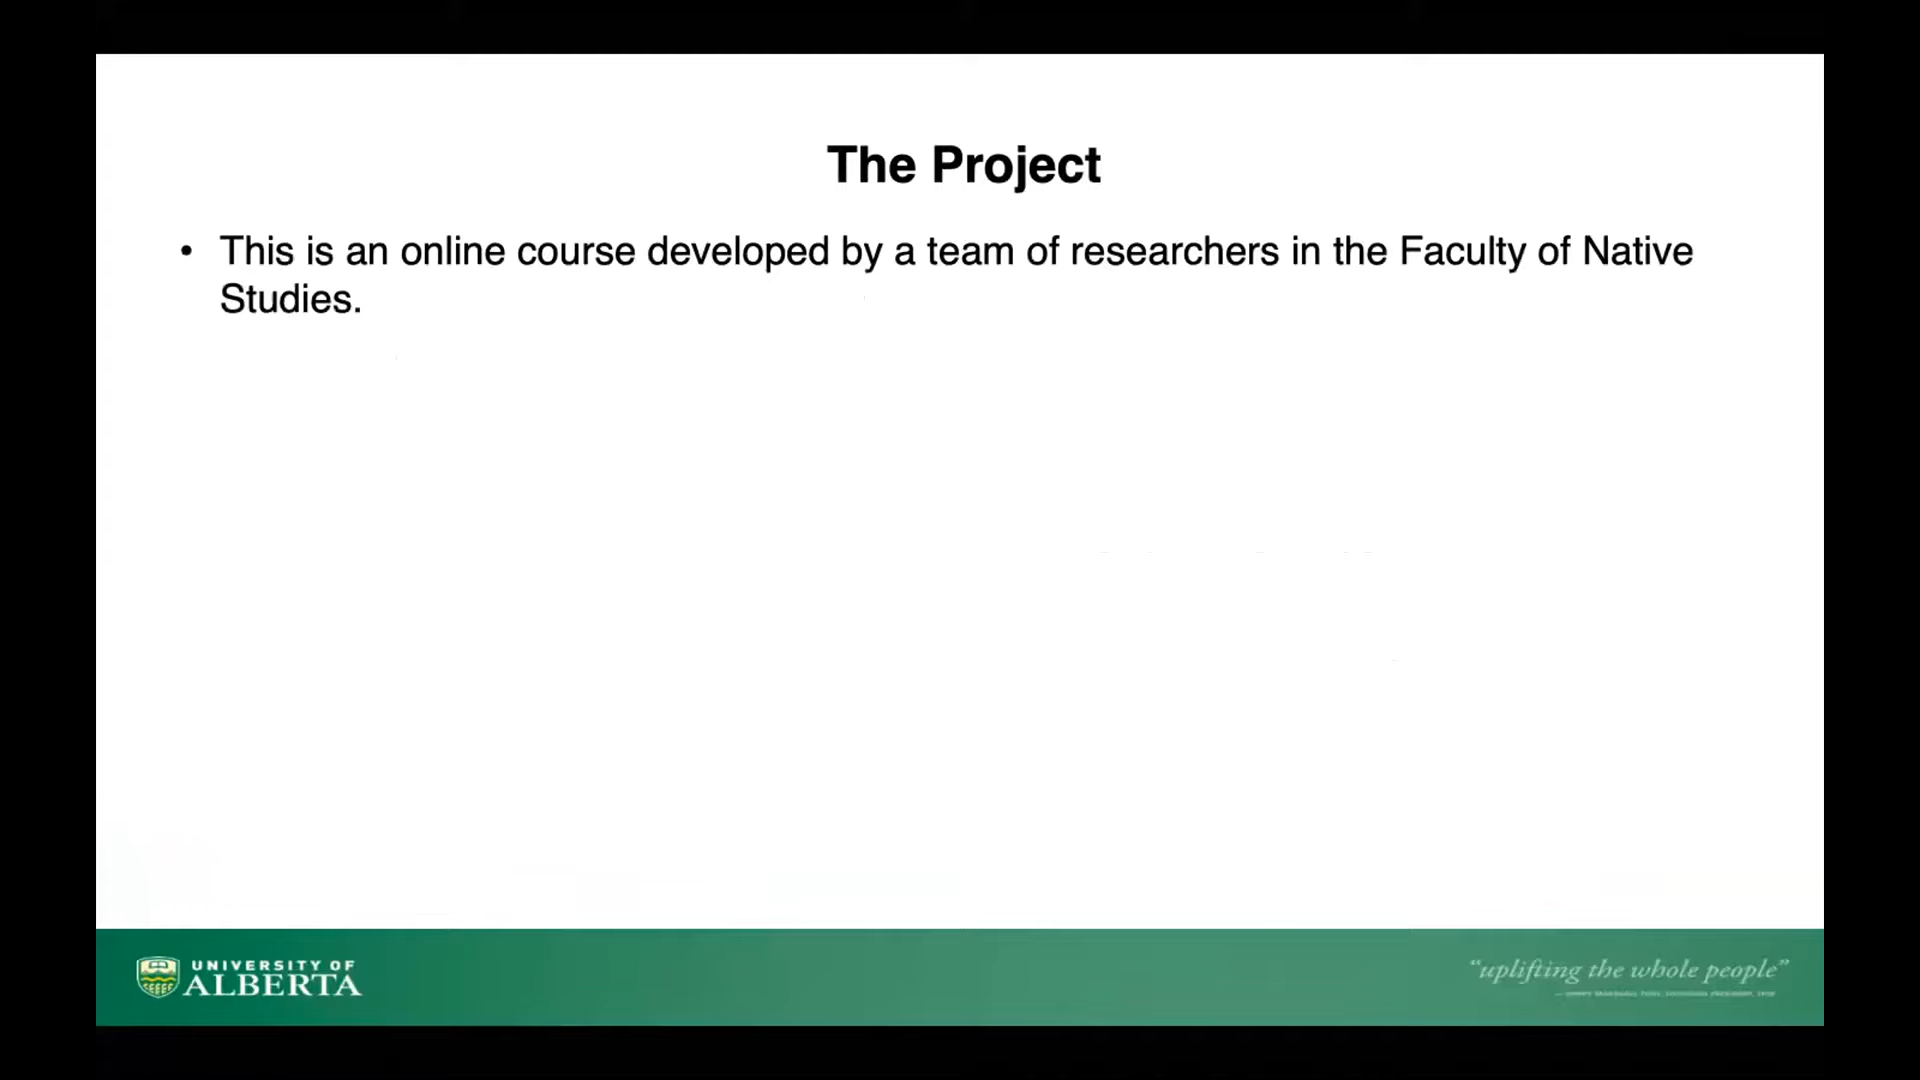 The Project
• This is an online course developed by a team of researchers in the Faculty of Native
Studies.
UNIVERSITY OF
ALBERTA
“uplifting the whole people”